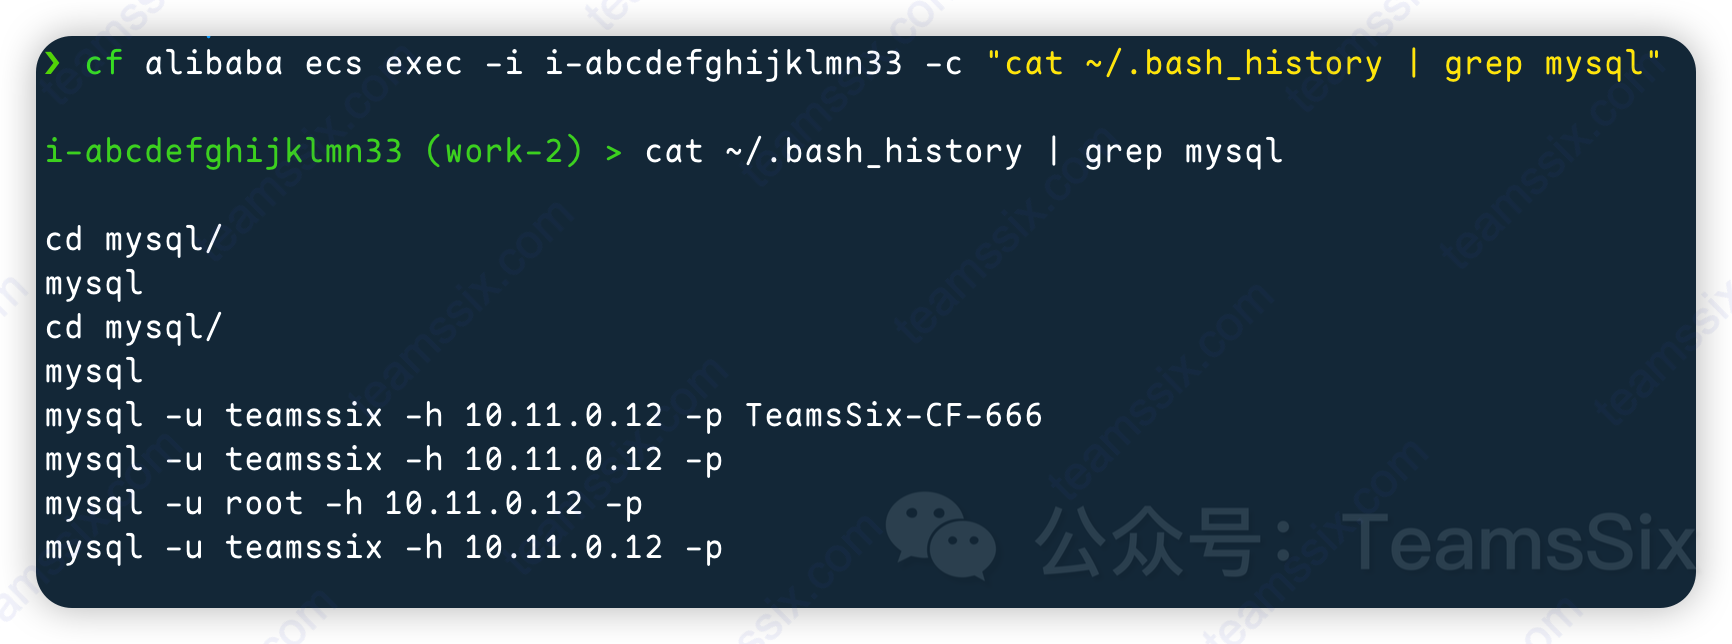 ❯ cf alibaba ecs exec -i i-abcdefghijklmn33 -c "cat ~/.bash_history | grep mysql"
i-abcdefghijklmn33 (work-2) > cat ~/.bash_history | grep mysql
cd mysql/
mysql
cd mysql/
mysql
mysql -u teamssix -h 10.11.0.12 -p TeamsSix-CF-666
mysql -u teamssix -h 10.11.0.12 -p
mysql -u root -h 10.11.0.12 -p
mysql -u teamssix -h 10.11.0.12 -p
公众号：TeamsSix
teamssix.com